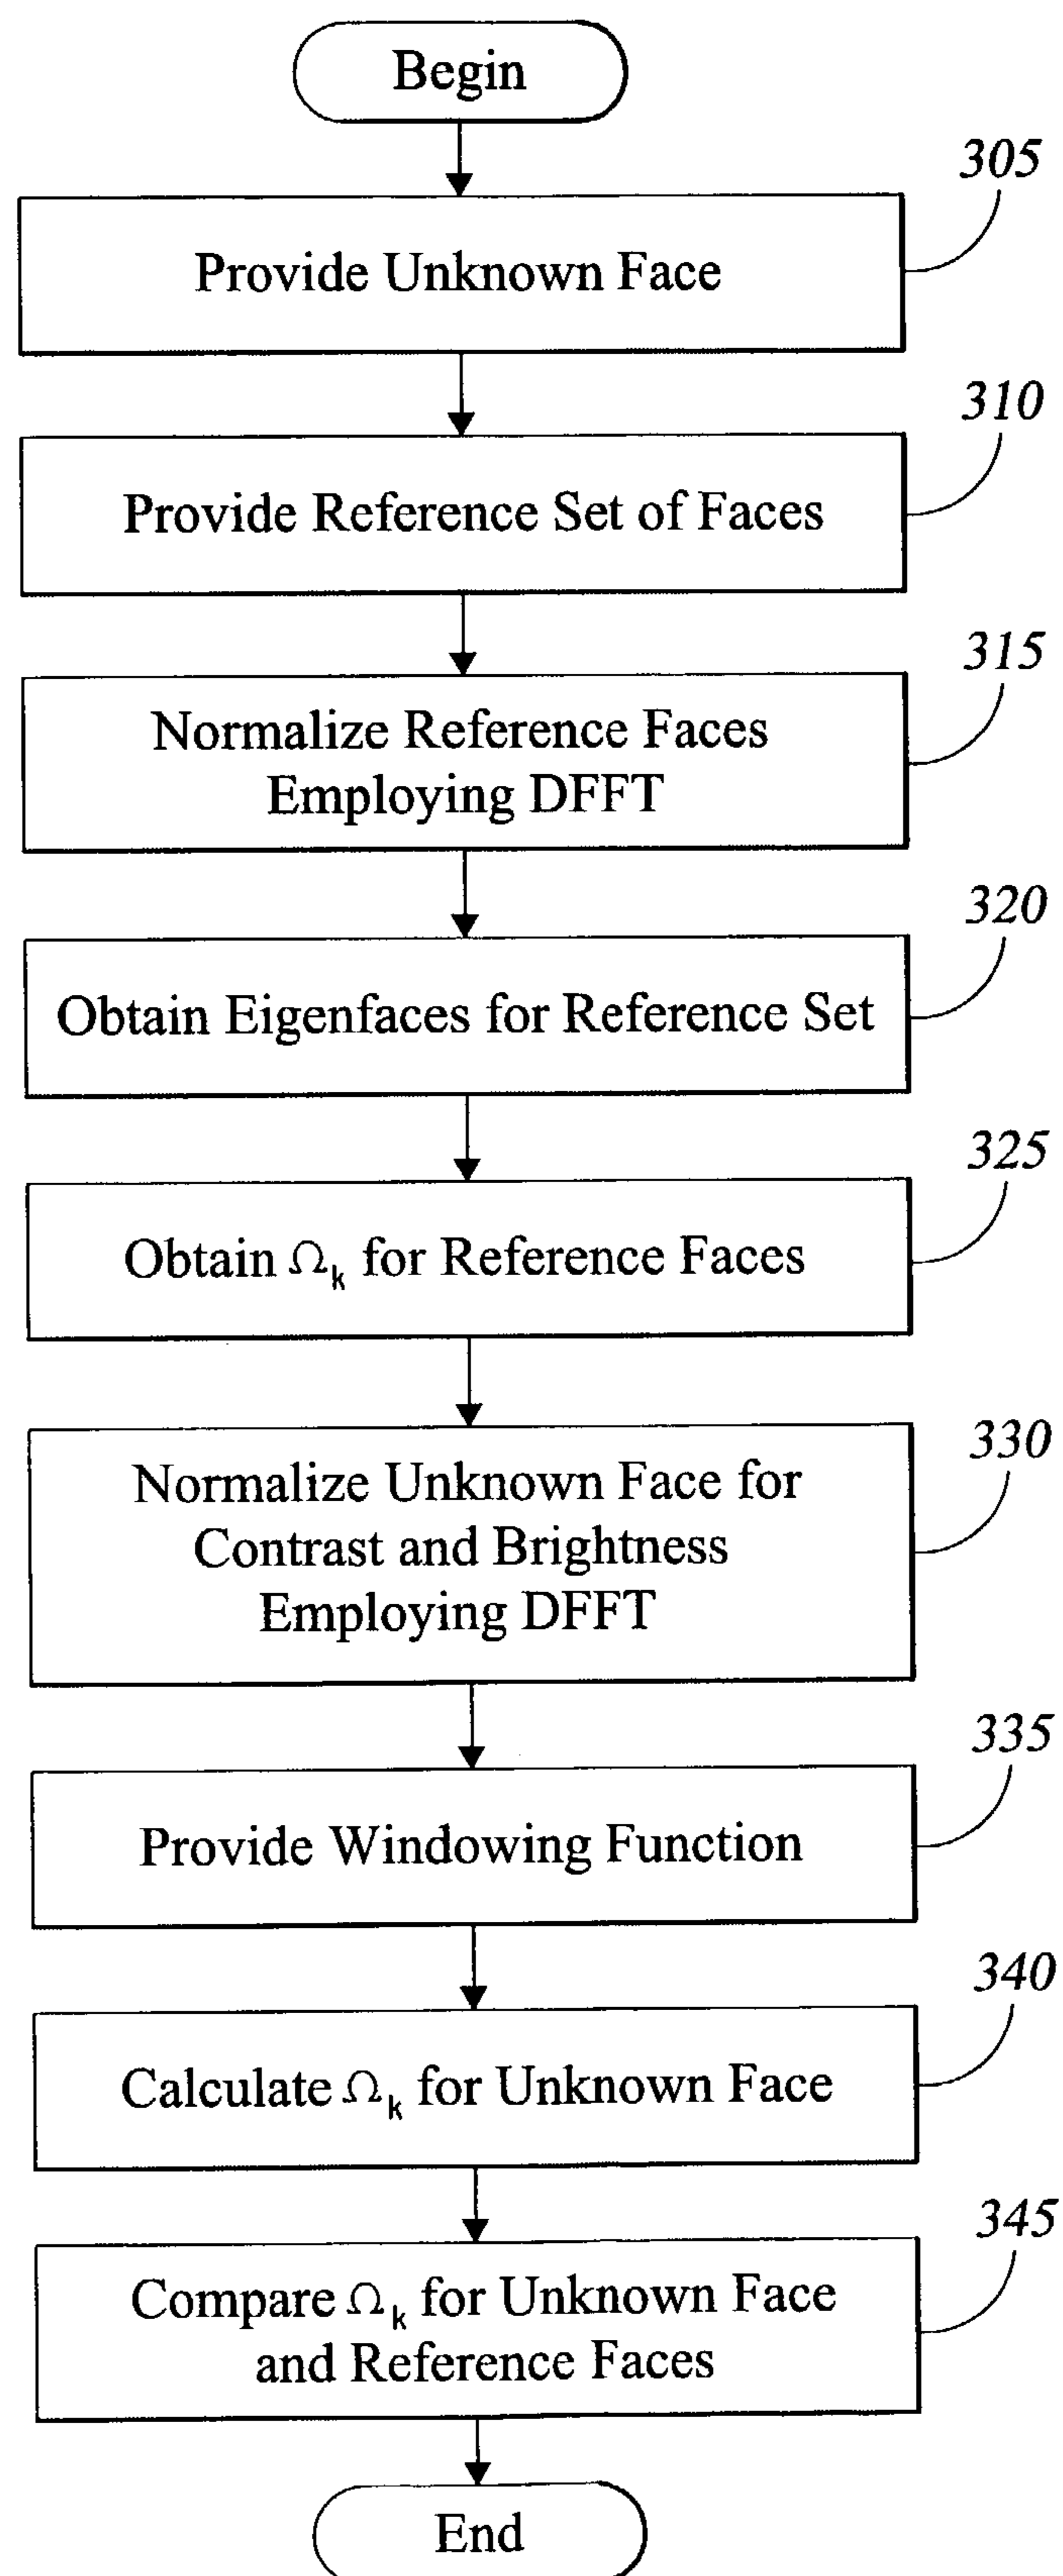 Begin
305
Provide Unknown Face
310
Provide Reference Set of Faces
315
Normalize Reference Faces
Employing DFFT
320
Obtain Eigenfaces for Reference Set
325
Obtain Ωk for Reference Faces
330
Normalize Unknown Face for
Contrast and Brightness
Employing DFFT
335
Provide Windowing Function
340
Calculate Ωk for Unknown Face
345
Compare Ωk for Unknown Face
and Reference Faces
End